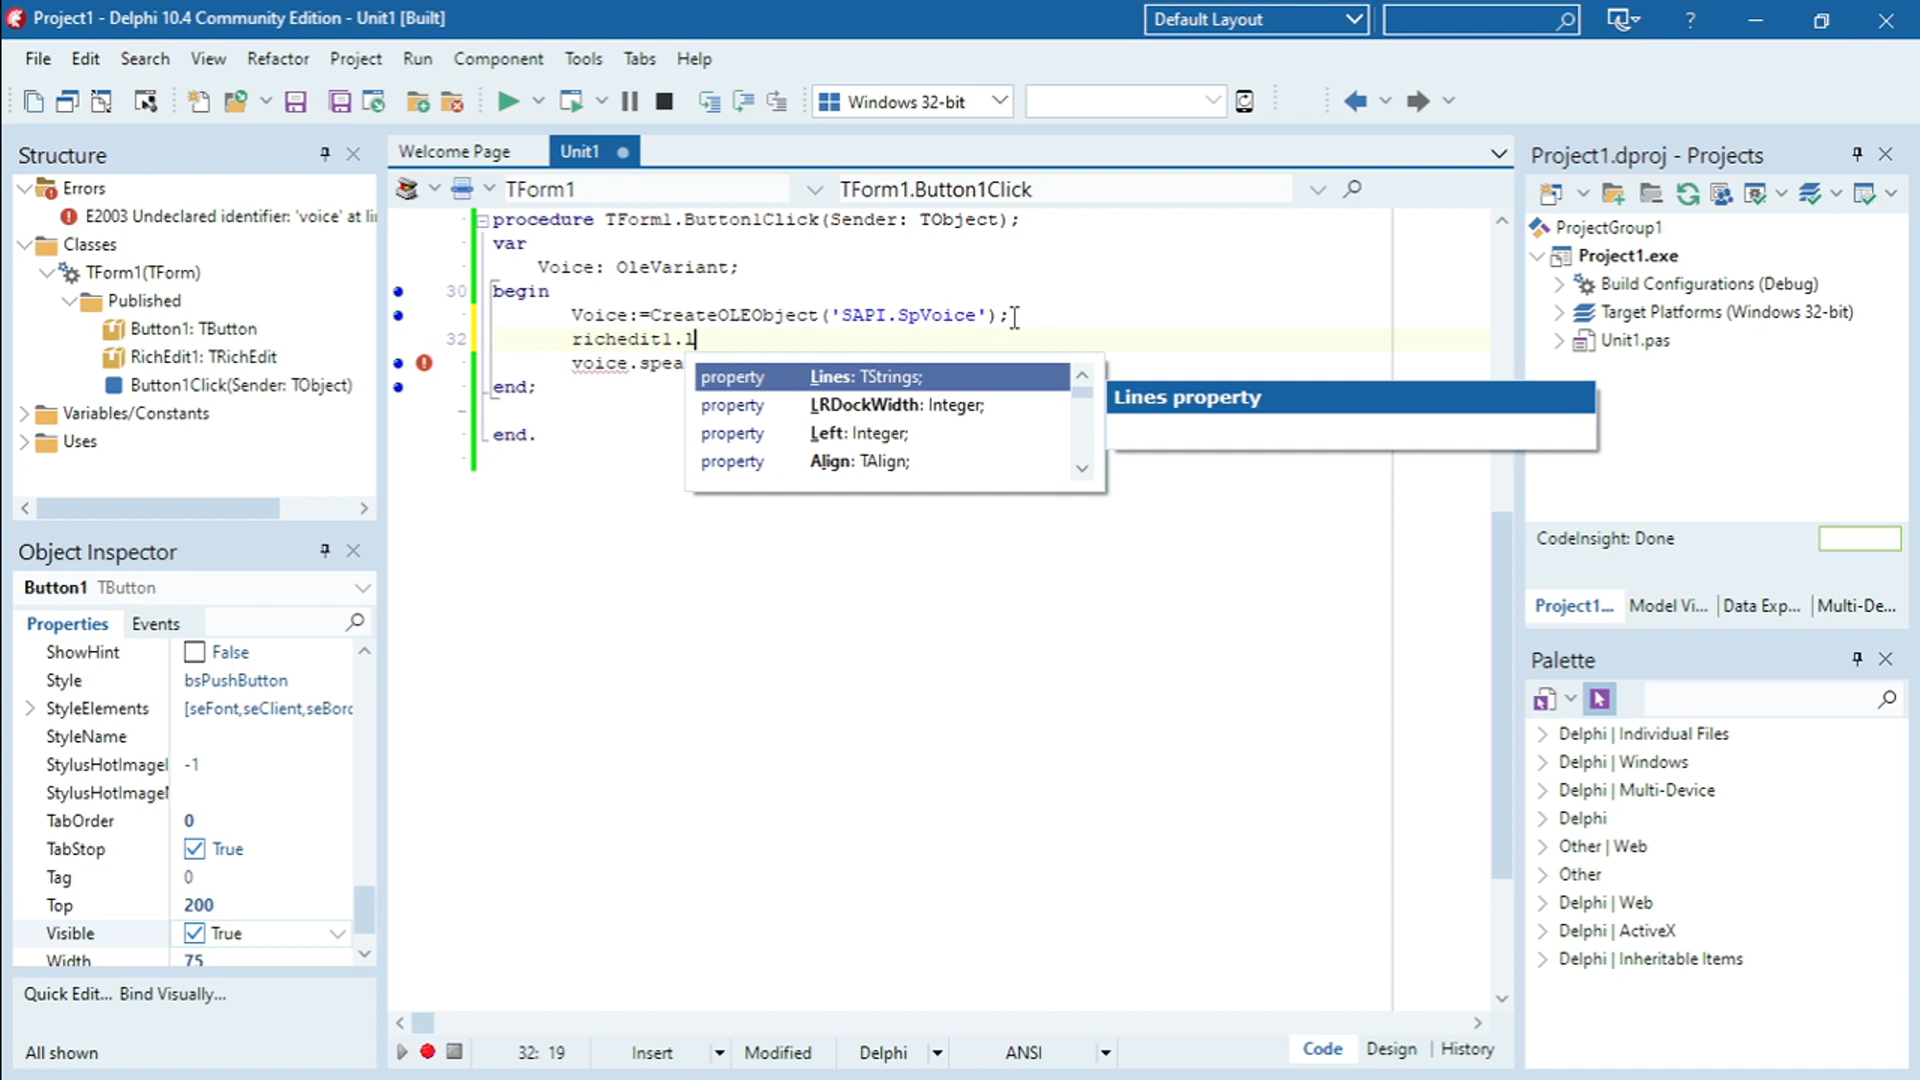 Project1 - Delphi 10.4 Community Edition - Unit1 [Built]
Default Layout
?
File Edit Search View Refactor Project Run Component Tools Tabs Help
Windows 32-bit
Structure
Errors
E2003 Undeclared identifier: 'voice' at lin
Classes
TForm1(TForm)
Published
Button1: TButton
RichEdit1: TRichEdit
Button1Click(Sender: TObject)
Variables/Constants
Uses
Object Inspector
Button1 TButton
Properties Events
ShowHint False
Style bsPushButton
StyleElements [seFont,seClient,seBord
StyleName
StylusHotImageI -1
StylusHotImageN
TabOrder 0
TabStop True
Tag 0
Top 200
Visible True
Width 75
Quick Edit... Bind Visually...
All shown
Welcome Page Unit1
TForm1 TForm1.Button1Click
procedure TForm1.Button1Click(Sender: TObject);
var
Voice: OleVariant;
30 begin
Voice:=CreateOLEObject('SAPI.SpVoice');
32 richedit1.l
voice.spea
end;
end.
property Lines: TStrings;
property LRDockWidth: Integer;
property Left: Integer;
property Align: TAlign;
Lines property
32: 19 Insert Modified Delphi ANSI Code Design History
Project1.dproj - Projects
ProjectGroup1
Project1.exe
Build Configurations (Debug)
Target Platforms (Windows 32-bit)
Unit1.pas
CodeInsight: Done
Project1... Model Vi... Data Exp... Multi-De...
Palette
Delphi | Individual Files
Delphi | Windows
Delphi | Multi-Device
Delphi
Other | Web
Other
Delphi | Web
Delphi | ActiveX
Delphi | Inheritable Items